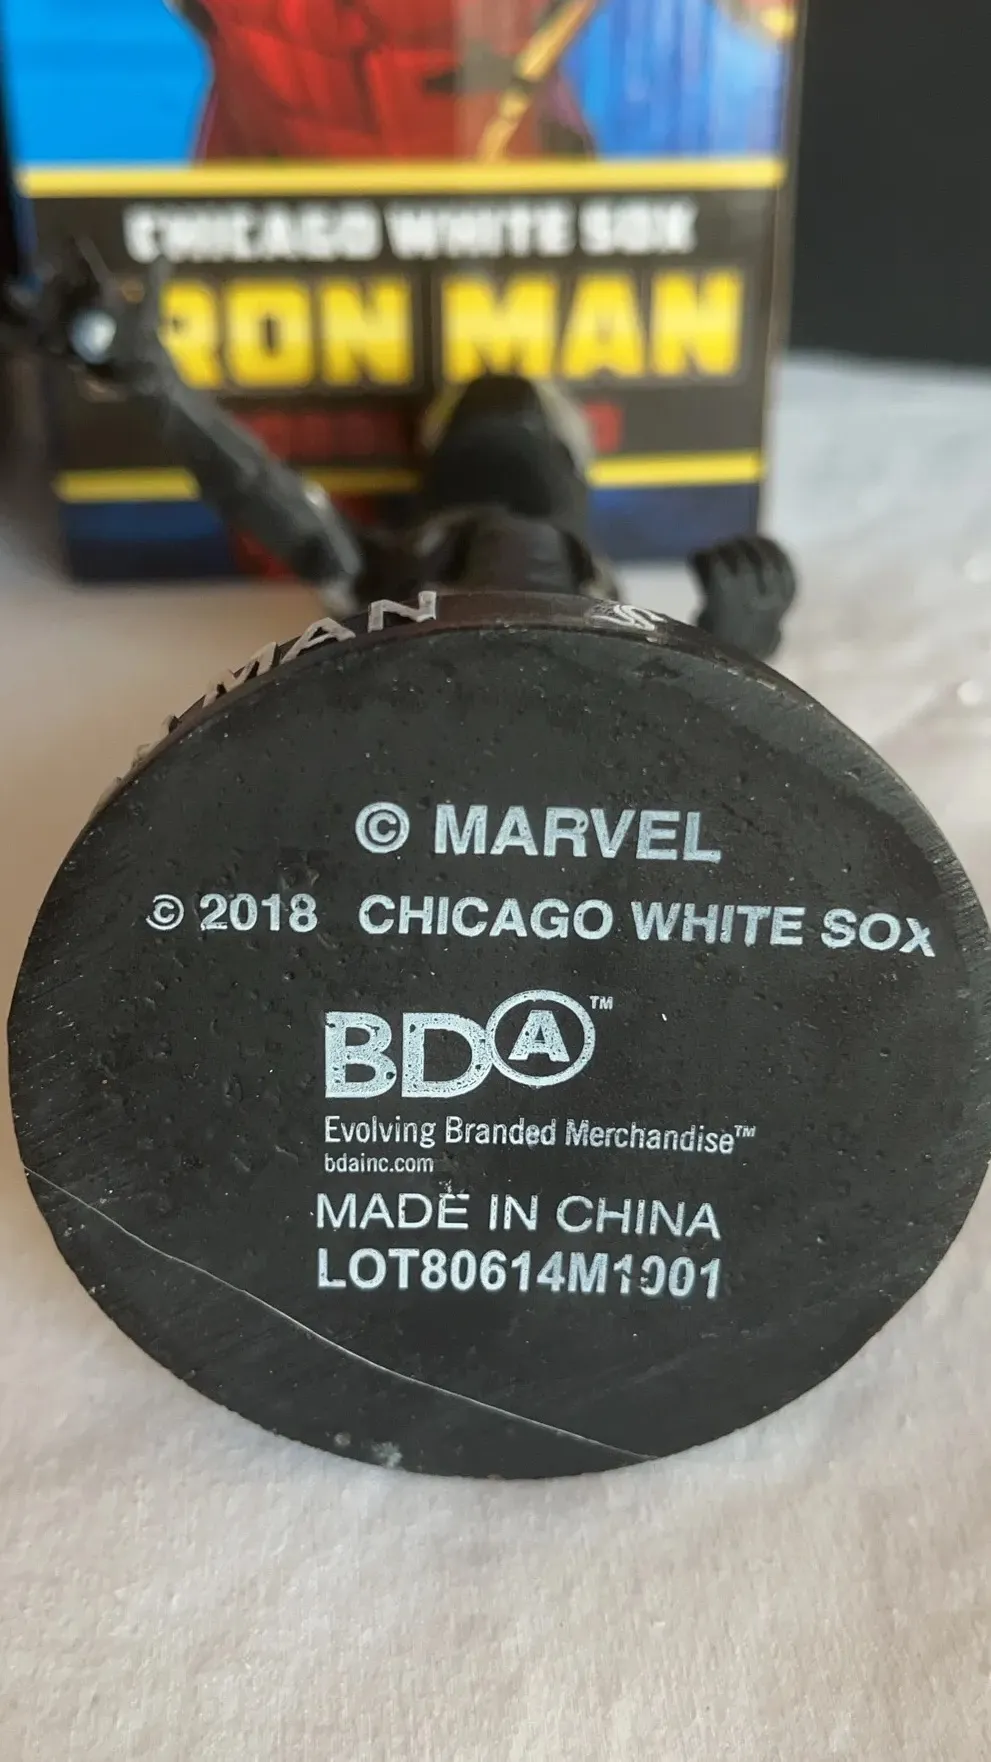 CHICAGO WHITE SOX
IRON MAN
MAN
© MARVEL
© 2018 CHICAGO WHITE SOX
BDA™
Evolving Branded Merchandise™
bdainc.com
MADE IN CHINA
LOT80614M1001